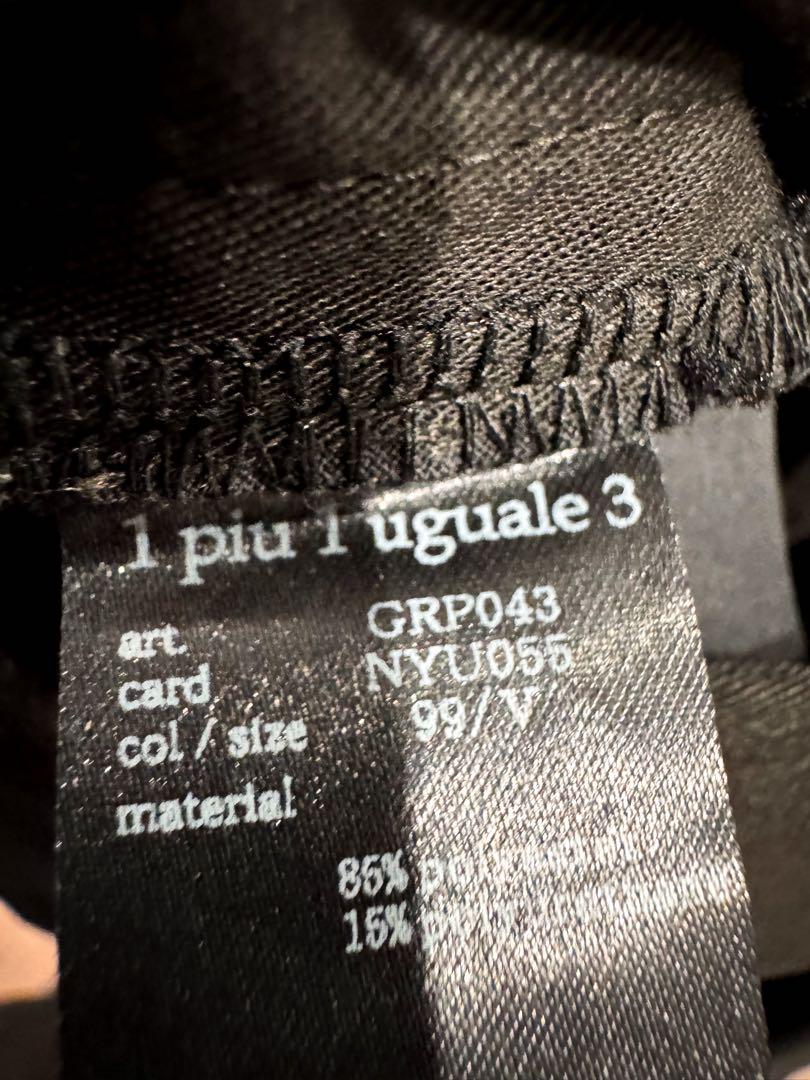 1 piu 1 uguale 3
art. GRP043
card NYU055
col / size 99/V
material
85%
15%